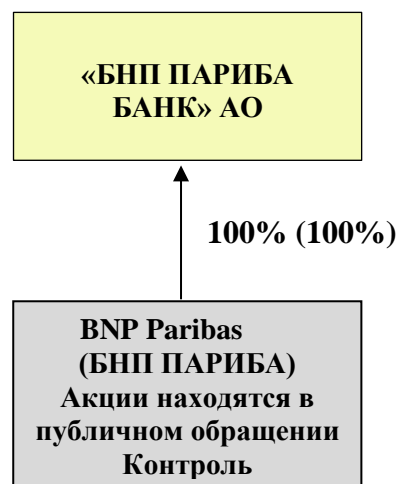 «БНП ПАРИБА
БАНК» АО
100% (100%)
BNP Paribas
(БНП ПАРИБА)
Акции находятся в
публичном обращении
Контроль